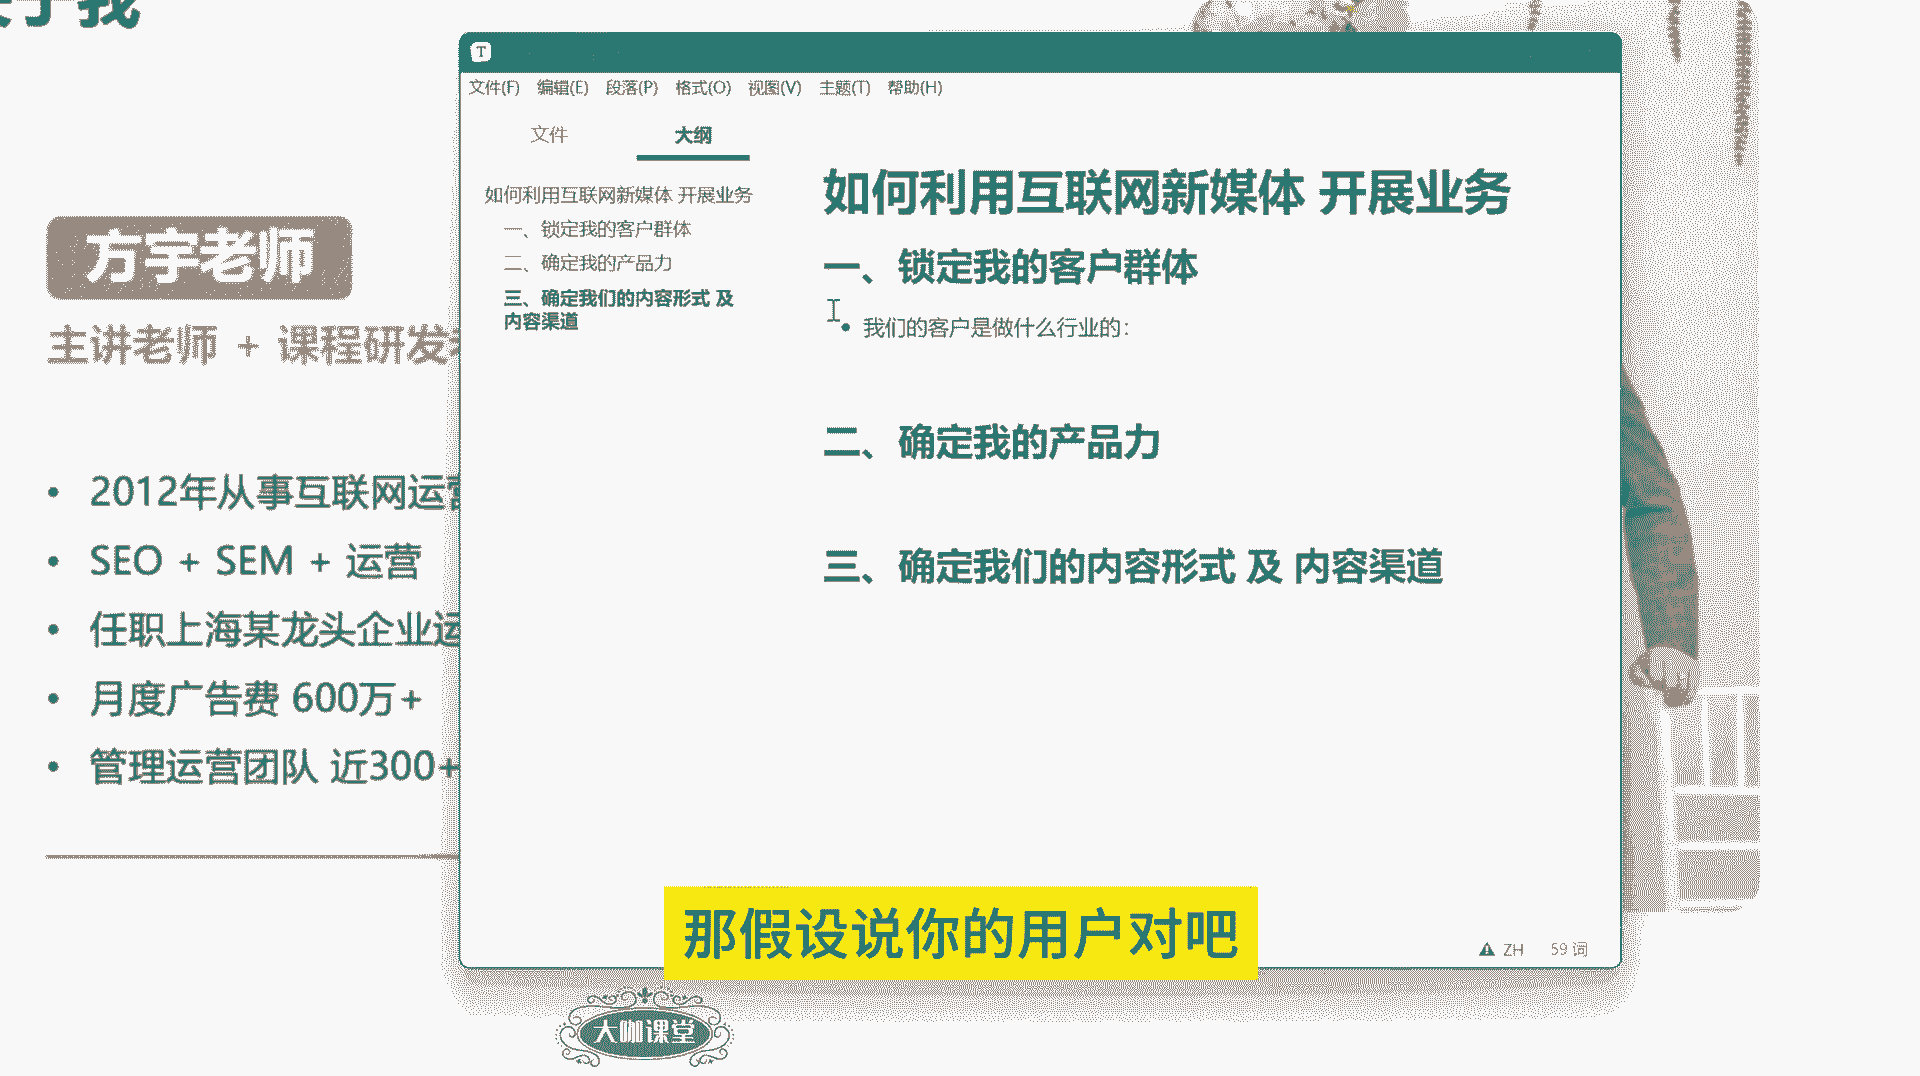 于我
方宇老师
主讲老师 + 课程研发
2012年从事互联网运营
SEO + SEM + 运营
任职上海某龙头企业运
月度广告费 600万+
管理运营团队 近300+
T
文件(F) 编辑(E) 段落(P) 格式(O) 视图(V) 主题(T) 帮助(H)
文件 大纲
如何利用互联网新媒体 开展业务
一、锁定我的客户群体
二、确定我的产品力
三、确定我们的内容形式 及
内容渠道
如何利用互联网新媒体 开展业务
一、锁定我的客户群体
我们的客户是做什么行业的：
二、确定我的产品力
三、确定我们的内容形式 及 内容渠道
ZH 59 词
那假设说你的用户对吧
大咖课堂